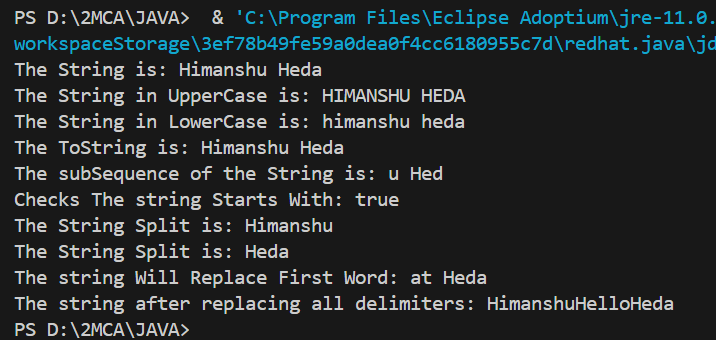 PS D:\2MCA\JAVA>  & 'C:\Program Files\Eclipse Adoptium\jre-11.0.
workspaceStorage\3ef78b49fe59a0dea0f4cc6180955c7d\redhat.java\jd
The String is: Himanshu Heda
The String in UpperCase is: HIMANSHU HEDA
The String in LowerCase is: himanshu heda
The ToString is: Himanshu Heda
The subSequence of the String is: u Hed
Checks The string Starts With: true
The String Split is: Himanshu
The String Split is: Heda
The string Will Replace First Word: at Heda
The string after replacing all delimiters: HimanshuHelloHeda
PS D:\2MCA\JAVA>